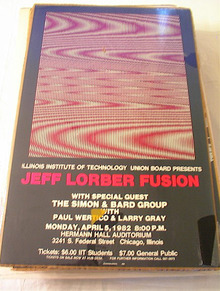 ILLINOIS INSTITUTE OF TECHNOLOGY UNION BOARD PRESENTS
JEFF LORBER FUSION
WITH SPECIAL GUEST
THE SIMON & BARD GROUP
WITH
PAUL WERTICO & LARRY GRAY
MONDAY, APRIL 5, 1982 8:30PM
HERMANN HALL AUDITORIUM
3241 S. Federal Street Chicago, Illinois
Tickets: $6.00 IIT Students $7.00 General Public